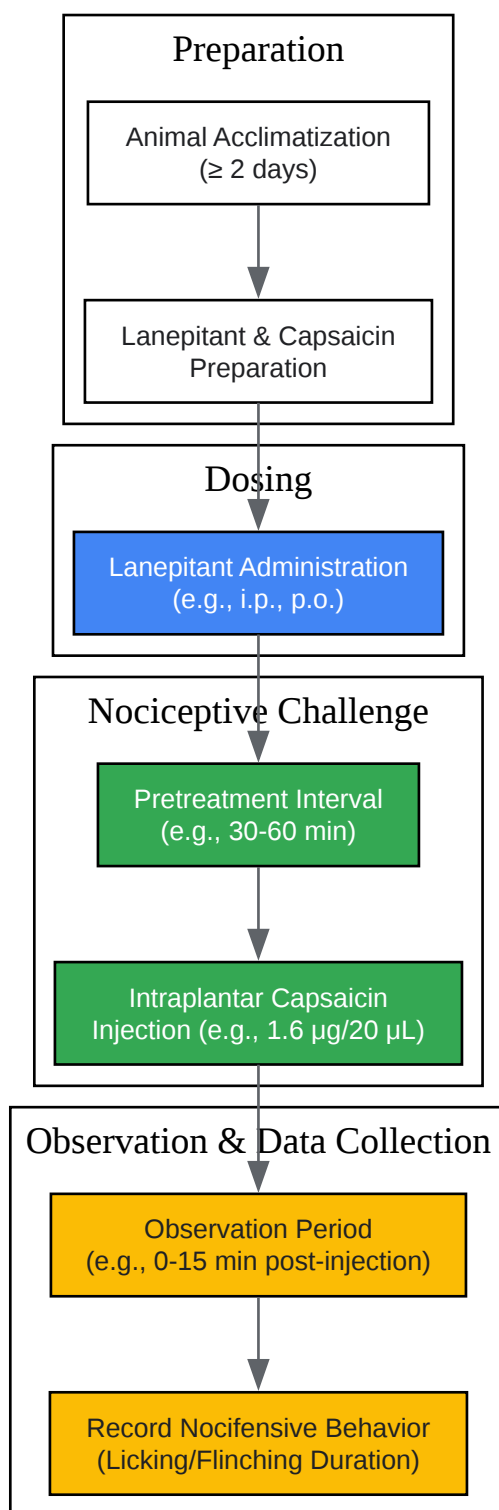 Preparation
Animal Acclimatization
(≥ 2 days)
Lanepitant & Capsaicin
Preparation
Dosing
Lanepitant Administration
(e.g., i.p., p.o.)
Nociceptive Challenge
Pretreatment Interval
(e.g., 30-60 min)
Intraplantar Capsaicin
Injection (e.g., 1.6 μg/20 μL)
Observation & Data Collection
Observation Period
(e.g., 0-15 min post-injection)
Record Nocifensive Behavior
(Licking/Flinching Duration)